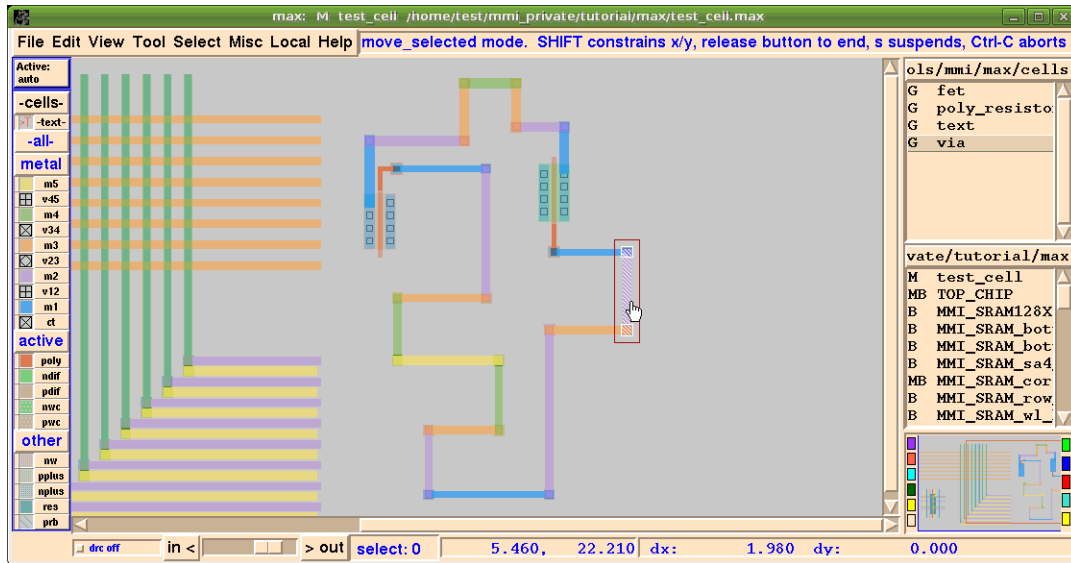 max: M test_cell /home/test/mmi_private/tutorial/max/test_cell.max
File Edit View Tool Select Misc Local Help
move_selected mode. SHIFT constrains x/y, release button to end, s suspends, Ctrl-C aborts
Active:
auto
-cells-
-text-
-all-
metal
m5
v45
m4
v34
m3
v23
m2
v12
m1
ct
active
poly
ndif
pdif
nwc
pwc
other
nw
pplus
nplus
res
prb
ols/mmi/max/cells
G fet
G poly_resisto
G text
G via
vate/tutorial/max
M test_cell
MB TOP_CHIP
B MMI_SRAM128X
B MMI_SRAM_bot
B MMI_SRAM_bot
B MMI_SRAM_sa4
MB MMI_SRAM_cor
B MMI_SRAM_row
B MMI_SRAM_wl_
drc off
in < > out
select: 0
5.460, 22.210 dx: 1.980 dy: 0.000